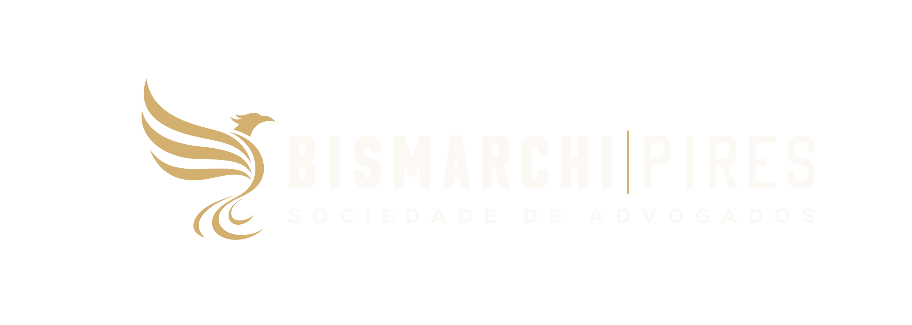 BISMARCHI|PIRES
SOCIEDADE DE ADVOGADOS